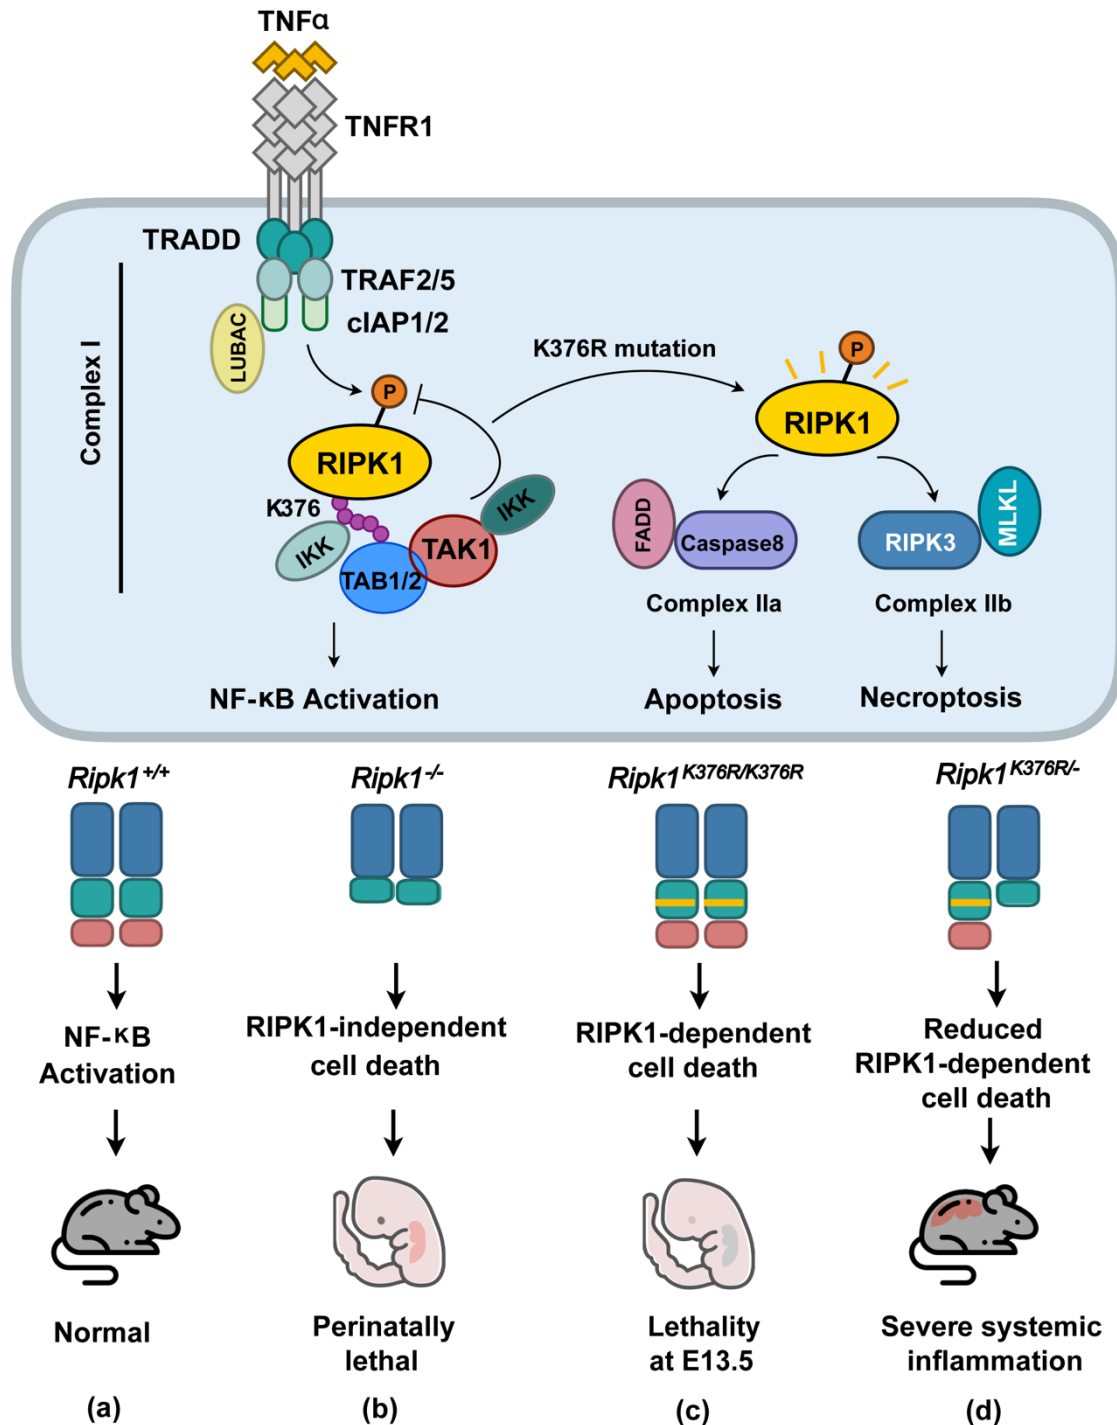 TNFα
TNFR1
TRADD
TRAF2/5
cIAP1/2
LUBAC
Complex I
K376R mutation
P
P
RIPK1
RIPK1
K376
IKK
IKK
TAK1
TAB1/2
FADD
Caspase8
RIPK3
MLKL
Complex IIa
Complex IIb
NF-κB Activation
Apoptosis
Necroptosis
Ripk1+/+
Ripk1-/-
Ripk1K376R/K376R
Ripk1K376R/-
NF-κB
Activation
RIPK1-independent
cell death
RIPK1-dependent
cell death
Reduced
RIPK1-dependent
cell death
Normal
Perinatally
lethal
Lethality
at E13.5
Severe systemic
inflammation
(a)
(b)
(c)
(d)